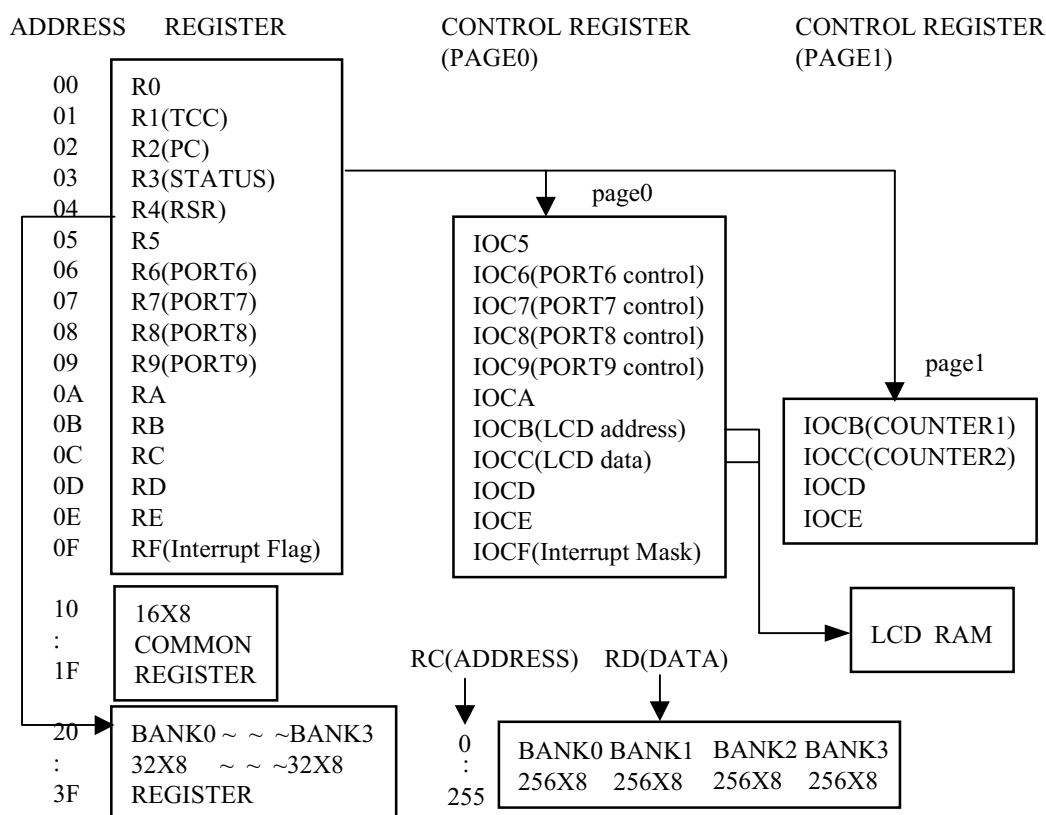 ADDRESS REGISTER CONTROL REGISTER CONTROL REGISTER
(PAGE0) (PAGE1)
00 R0
01 R1(TCC)
02 R2(PC)
03 R3(STATUS)
04 R4(RSR)
05 R5
06 R6(PORT6)
07 R7(PORT7)
08 R8(PORT8)
09 R9(PORT9)
0A RA
0B RB
0C RC
0D RD
0E RE
0F RF(Interrupt Flag)
page0
IOC5
IOC6(PORT6 control)
IOC7(PORT7 control)
IOC8(PORT8 control)
IOC9(PORT9 control)
IOCA
IOCB(LCD address)
IOCC(LCD data)
IOCD
IOCE
IOCF(Interrupt Mask)
page1
IOCB(COUNTER1)
IOCC(COUNTER2)
IOCD
IOCE
10 16X8
: COMMON
1F REGISTER
LCD RAM
20 BANK0 ~ ~ ~BANK3
: 32X8 ~ ~ ~32X8
3F REGISTER
RC(ADDRESS) RD(DATA)
0
:
255
BANK0 BANK1 BANK2 BANK3
256X8 256X8 256X8 256X8